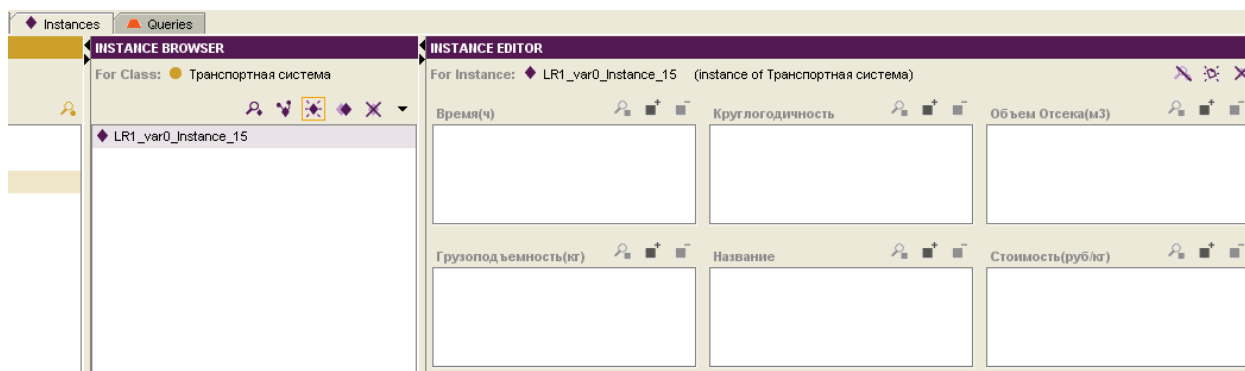 Instances Queries
INSTANCE BROWSER
For Class: Транспортная система
LR1_var0_Instance_15
INSTANCE EDITOR
For Instance: LR1_var0_Instance_15 (instance of Транспортная система)
Время(ч) Круглогодичность Объем Отсека(м3)
Грузоподъемность(кг) Название Стоимость(руб/кг)